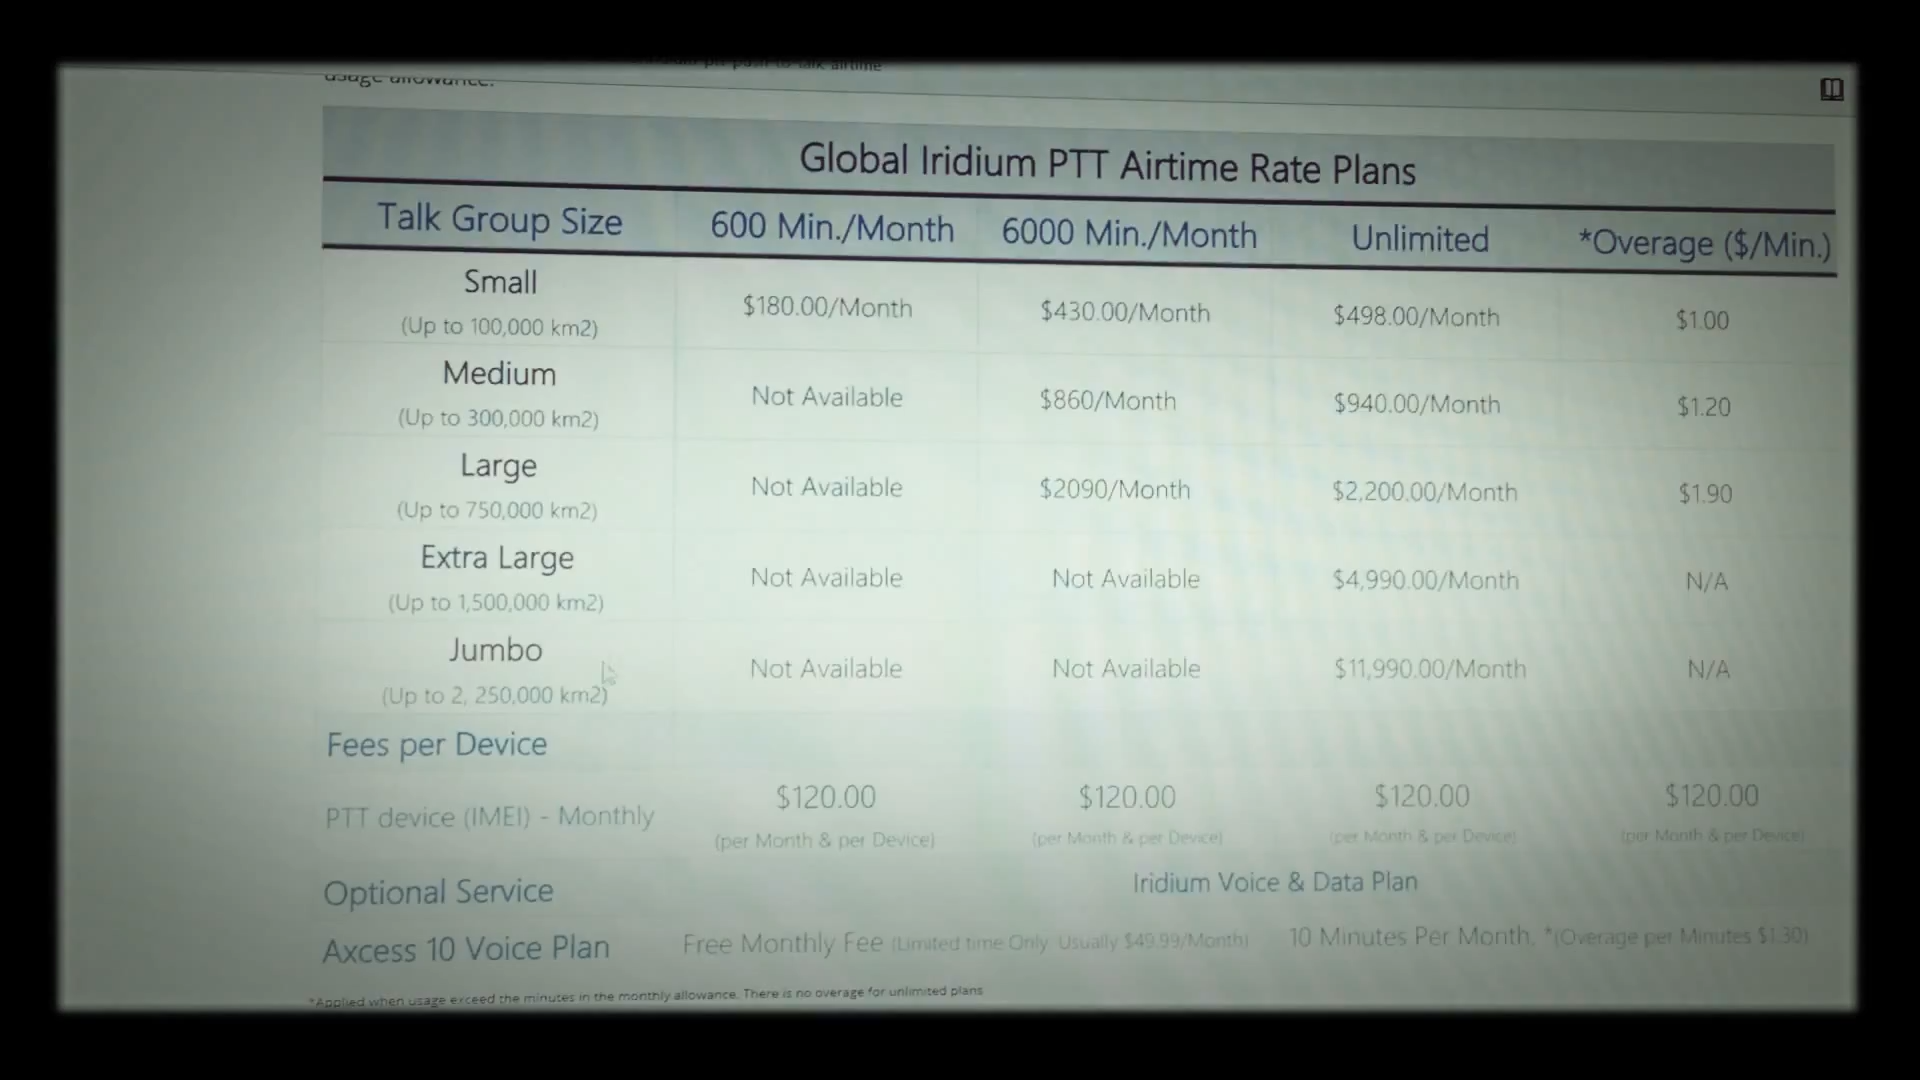 talk airtime
usage allowance.
Global Iridium PTT Airtime Rate Plans
Talk Group Size 600 Min./Month 6000 Min./Month Unlimited *Overage ($/Min.)
Small
(Up to 100,000 km2) $180.00/Month $430.00/Month $498.00/Month $1.00
Medium
(Up to 300,000 km2) Not Available $860/Month $940.00/Month $1.20
Large
(Up to 750,000 km2) Not Available $2090/Month $2,200.00/Month $1.90
Extra Large
(Up to 1,500,000 km2) Not Available Not Available $4,990.00/Month N/A
Jumbo
(Up to 2, 250,000 km2) Not Available Not Available $11,990.00/Month N/A
Fees per Device
PTT device (IMEI) - Monthly $120.00 $120.00 $120.00 $120.00
(per Month & per Device) (per Month & per Device) (per Month & per Device) (per Month & per Device)
Optional Service Iridium Voice & Data Plan
Axcess 10 Voice Plan Free Monthly Fee (Limited time Only. Usually $49.99/Month) 10 Minutes Per Month. *(Overage per Minutes $1.30)
*Applied when usage exceed the minutes in the monthly allowance. There is no overage for unlimited plans